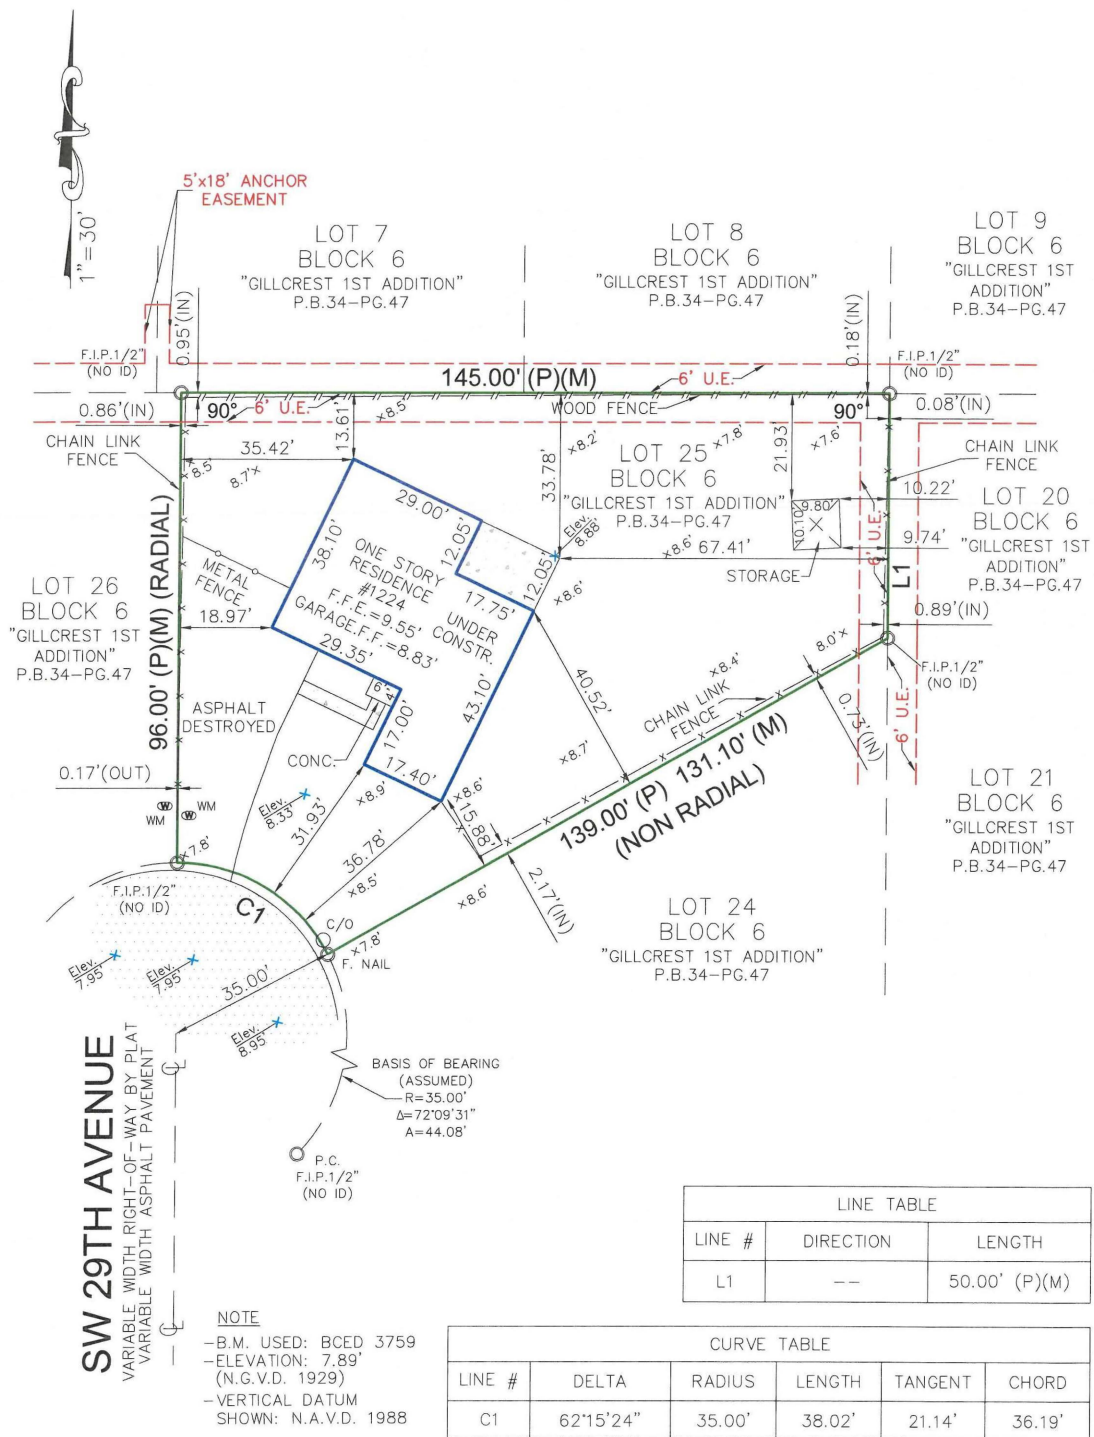 1"=30'
5'x18' ANCHOR
EASEMENT
LOT 7
BLOCK 6
"GILLCREST 1ST ADDITION"
P.B.34-PG.47
LOT 8
BLOCK 6
"GILLCREST 1ST ADDITION"
P.B.34-PG.47
LOT 9
BLOCK 6
"GILLCREST 1ST
ADDITION"
P.B.34-PG.47
F.I.P.1/2"
(NO ID)
0.95'(IN)
0.18'(IN)
F.I.P.1/2"
(NO ID)
145.00' (P)(M)
6' U.E.
0.86'(IN)
90°
6' U.E.
×8.5'
WOOD FENCE
90°
0.08'(IN)
CHAIN LINK
FENCE
×8.5'
8.7'×
35.42'
13.61'
33.78'
×8.2'
LOT 25
BLOCK 6
"GILLCREST 1ST ADDITION"
P.B.34-PG.47
×7.8'
21.93'
×7.6'
CHAIN LINK
FENCE
10.22'
9.80'
10.10'
9.74'
STORAGE
6' U.E.
6' U.E.
L1
LOT 20
BLOCK 6
"GILLCREST 1ST
ADDITION"
P.B.34-PG.47
29.00'
12.05'
38.10'
Elev.
8.88'
×8.6'
67.41'
ONE STORY
RESIDENCE
#1224
F.F.E.=9.55'
GARAGE.F.F.=8.83'
UNDER
CONSTR.
17.75'
12.05'
×8.6'
METAL
FENCE
LOT 26
BLOCK 6
"GILLCREST 1ST
ADDITION"
P.B.34-PG.47
96.00' (P)(M) (RADIAL)
18.97'
29.35'
43.10'
40.52'
0.89'(IN)
8.0'×
×8.4'
F.I.P.1/2"
(NO ID)
6' U.E.
CHAIN LINK
FENCE
0.73'(IN)
ASPHALT
DESTROYED
6'
4'
17.00'
CONC.
17.40'
×8.7'
139.00' (P) 131.10' (M)
(NON RADIAL)
LOT 21
BLOCK 6
"GILLCREST 1ST
ADDITION"
P.B.34-PG.47
0.17'(OUT)
W WM
WM W
Elev.
8.33'
×8.9'
×8.6'
31.93'
36.78'
15.88'
×7.8'
×8.5'
×8.6'
2.17'(IN)
F.I.P.1/2"
(NO ID)
C1
C/O
×7.8'
F. NAIL
LOT 24
BLOCK 6
"GILLCREST 1ST ADDITION"
P.B.34-PG.47
Elev.
7.95'
Elev.
7.95'
35.00'
Elev.
8.95'
SW 29TH AVENUE
VARIABLE WIDTH RIGHT-OF-WAY BY PLAT
VARIABLE WIDTH ASPHALT PAVEMENT
BASIS OF BEARING
(ASSUMED)
R=35.00'
Δ=72°09'31"
A=44.08'
P.C.
F.I.P.1/2"
(NO ID)
LINE TABLE
LINE # DIRECTION LENGTH
L1 -- 50.00' (P)(M)
NOTE
-B.M. USED: BCED 3759
-ELEVATION: 7.89'
(N.G.V.D. 1929)
-VERTICAL DATUM
SHOWN: N.A.V.D. 1988
CURVE TABLE
LINE # DELTA RADIUS LENGTH TANGENT CHORD
C1 62°15'24" 35.00' 38.02' 21.14' 36.19'